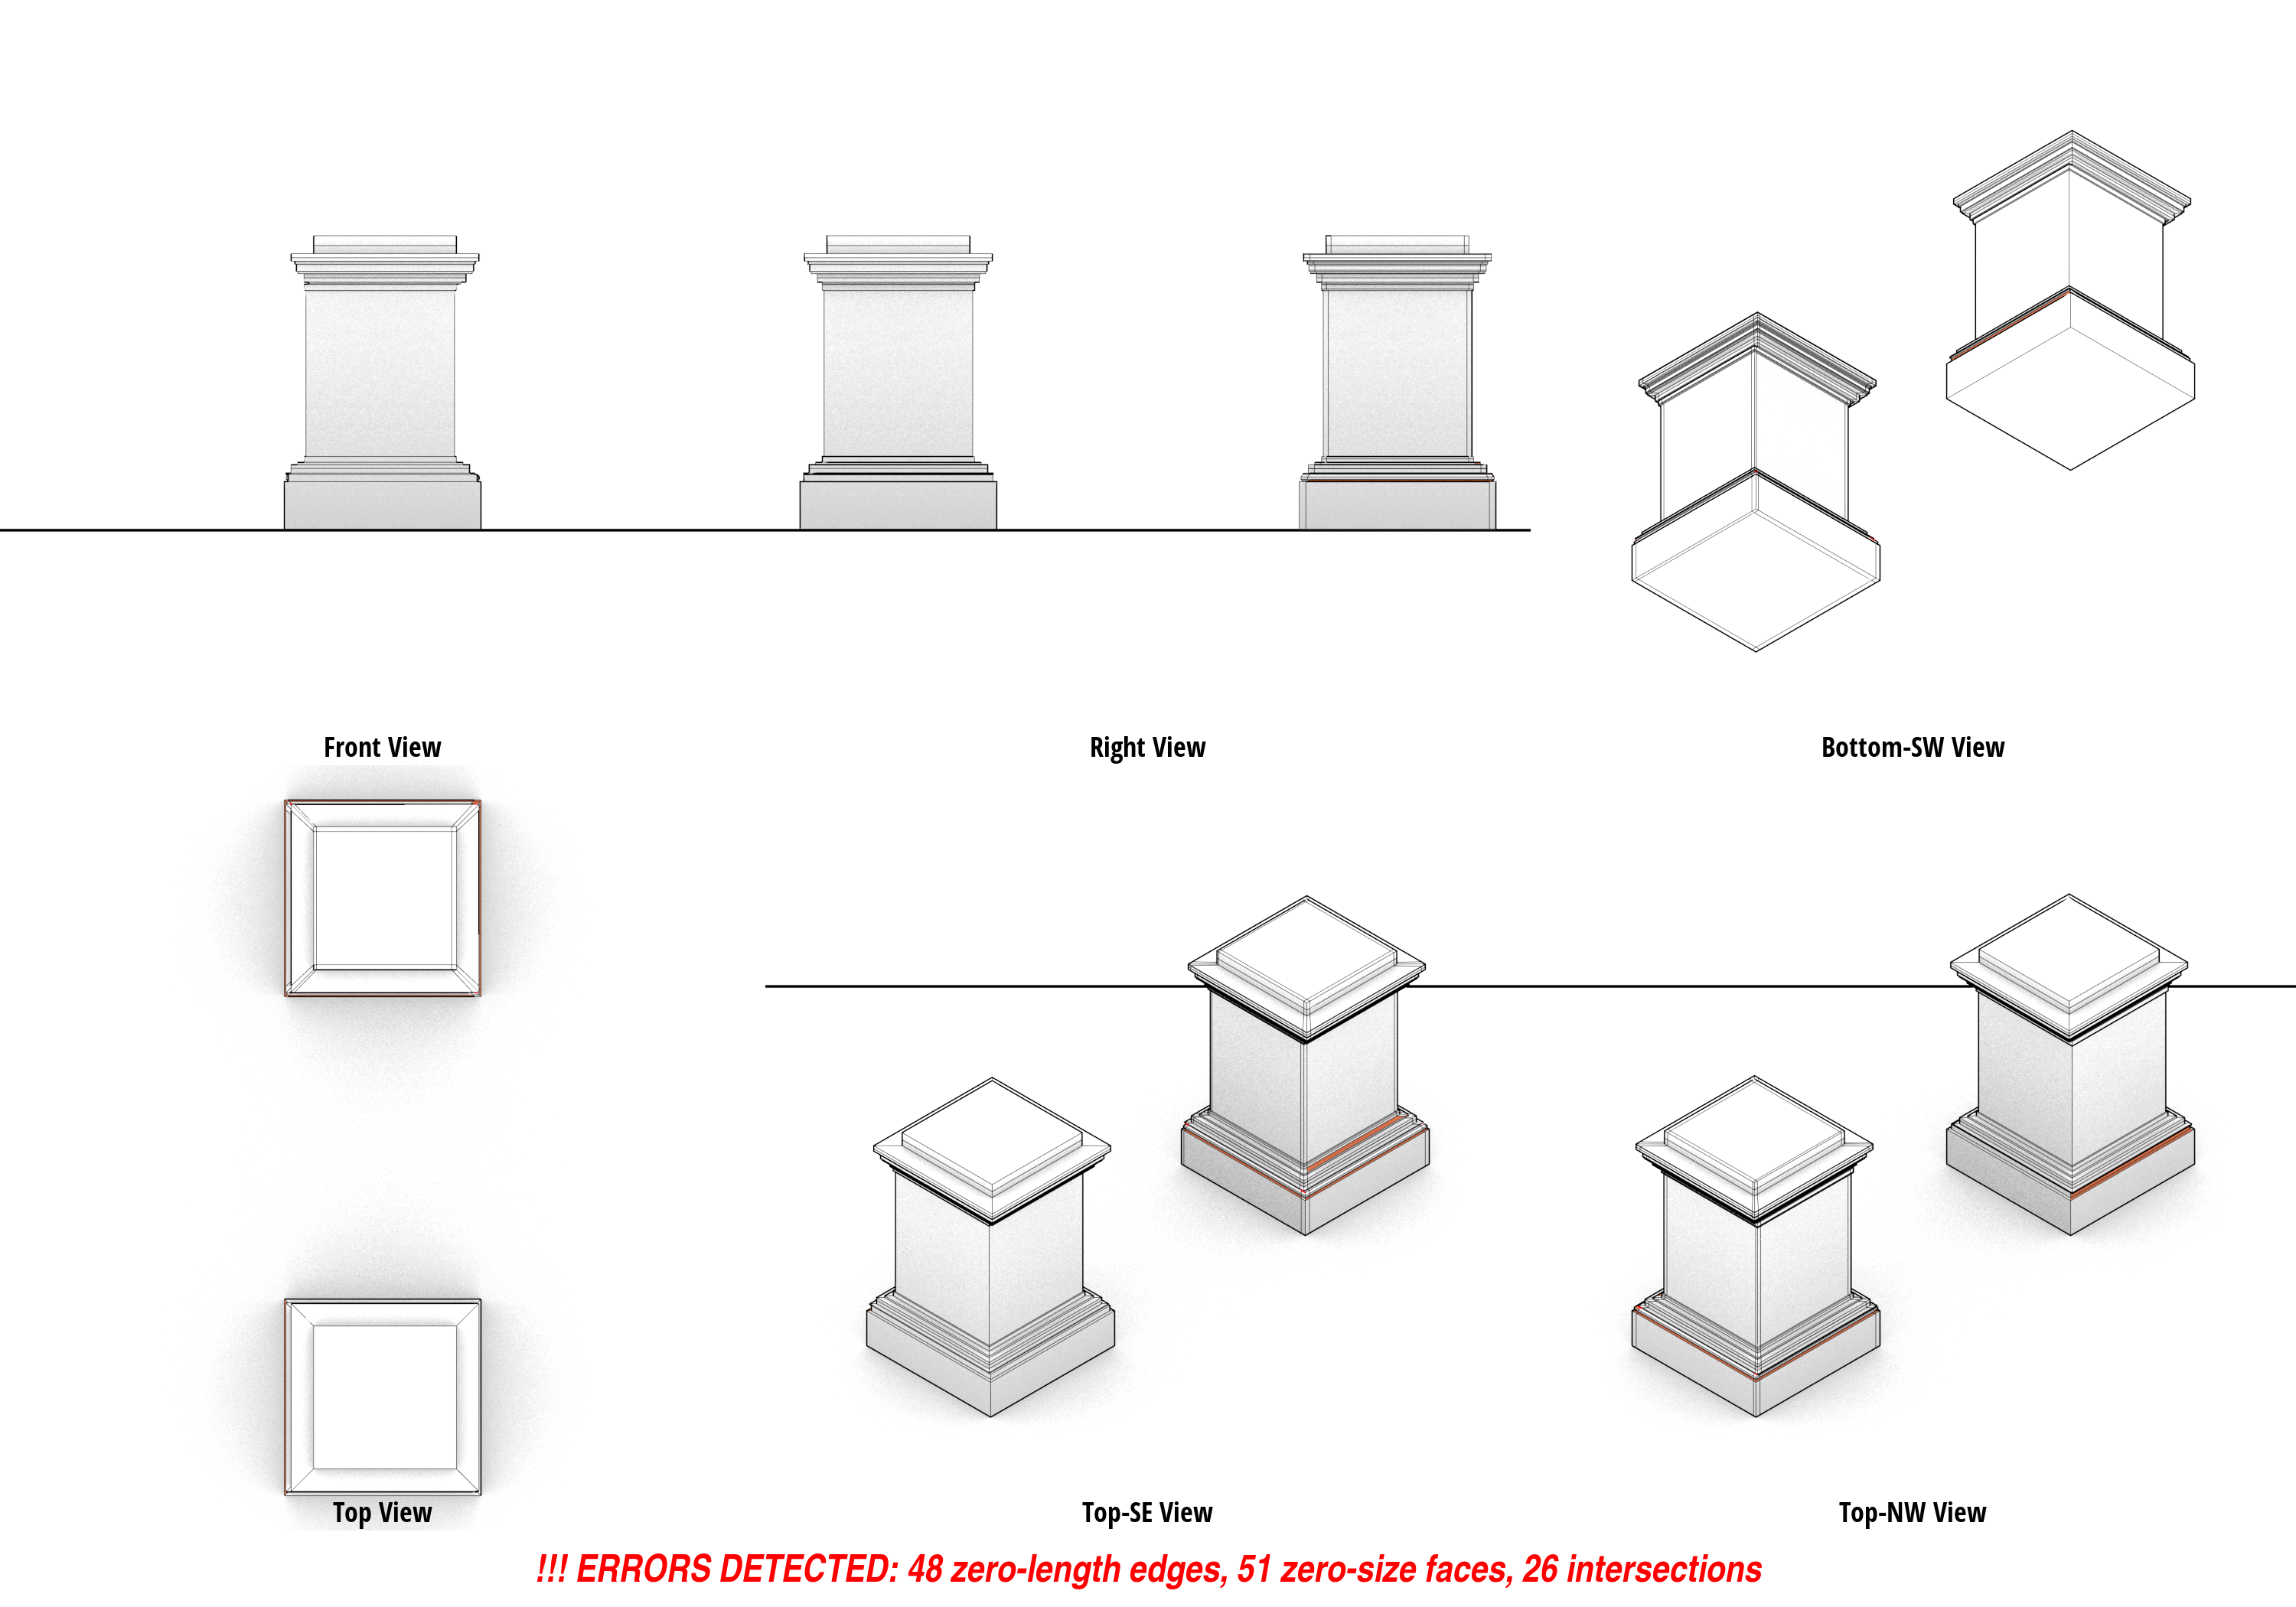 Front View
Right View
Bottom-SW View
Top View
Top-SE View
Top-NW View
!!! ERRORS DETECTED: 48 zero-length edges, 51 zero-size faces, 26 intersections